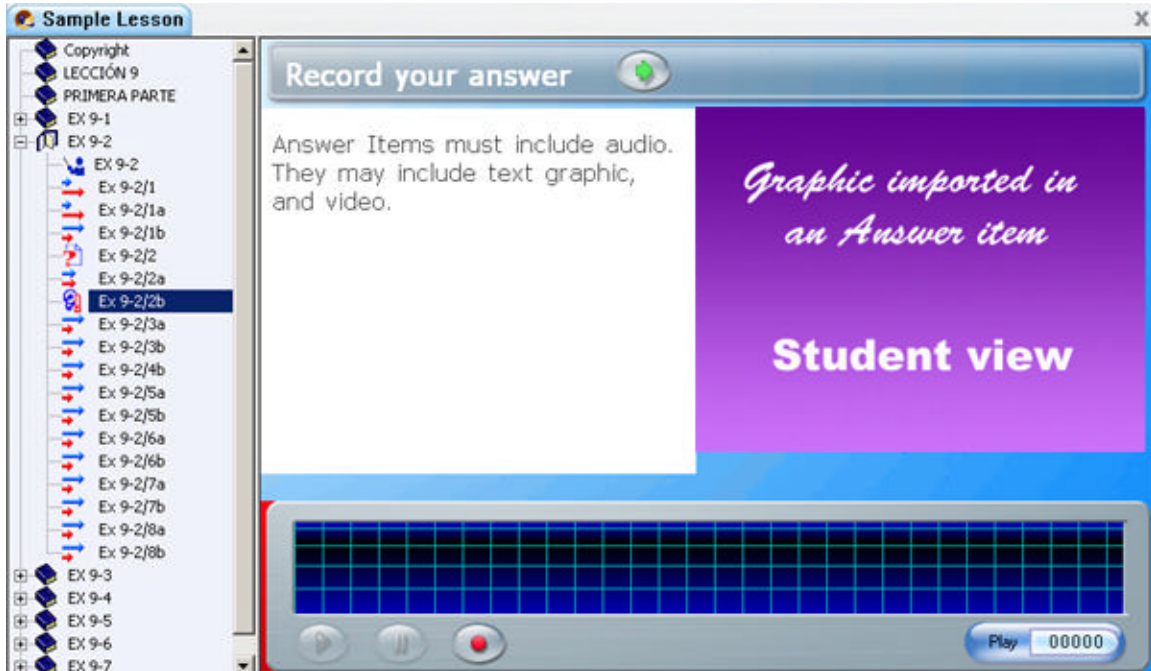 Sample Lesson
X
Copyright
LECCIÓN 9
PRIMERA PARTE
EX 9-1
EX 9-2
EX 9-2
Ex 9-2/1
Ex 9-2/1a
Ex 9-2/1b
Ex 9-2/2
Ex 9-2/2a
Ex 9-2/2b
Ex 9-2/3a
Ex 9-2/3b
Ex 9-2/4b
Ex 9-2/5a
Ex 9-2/5b
Ex 9-2/6a
Ex 9-2/6b
Ex 9-2/7a
Ex 9-2/7b
Ex 9-2/8a
Ex 9-2/8b
EX 9-3
EX 9-4
EX 9-5
EX 9-6
EX 9-7
Record your answer
Answer Items must include audio.
They may include text graphic,
and video.
Graphic imported in
an Answer item
Student view
Play 00000